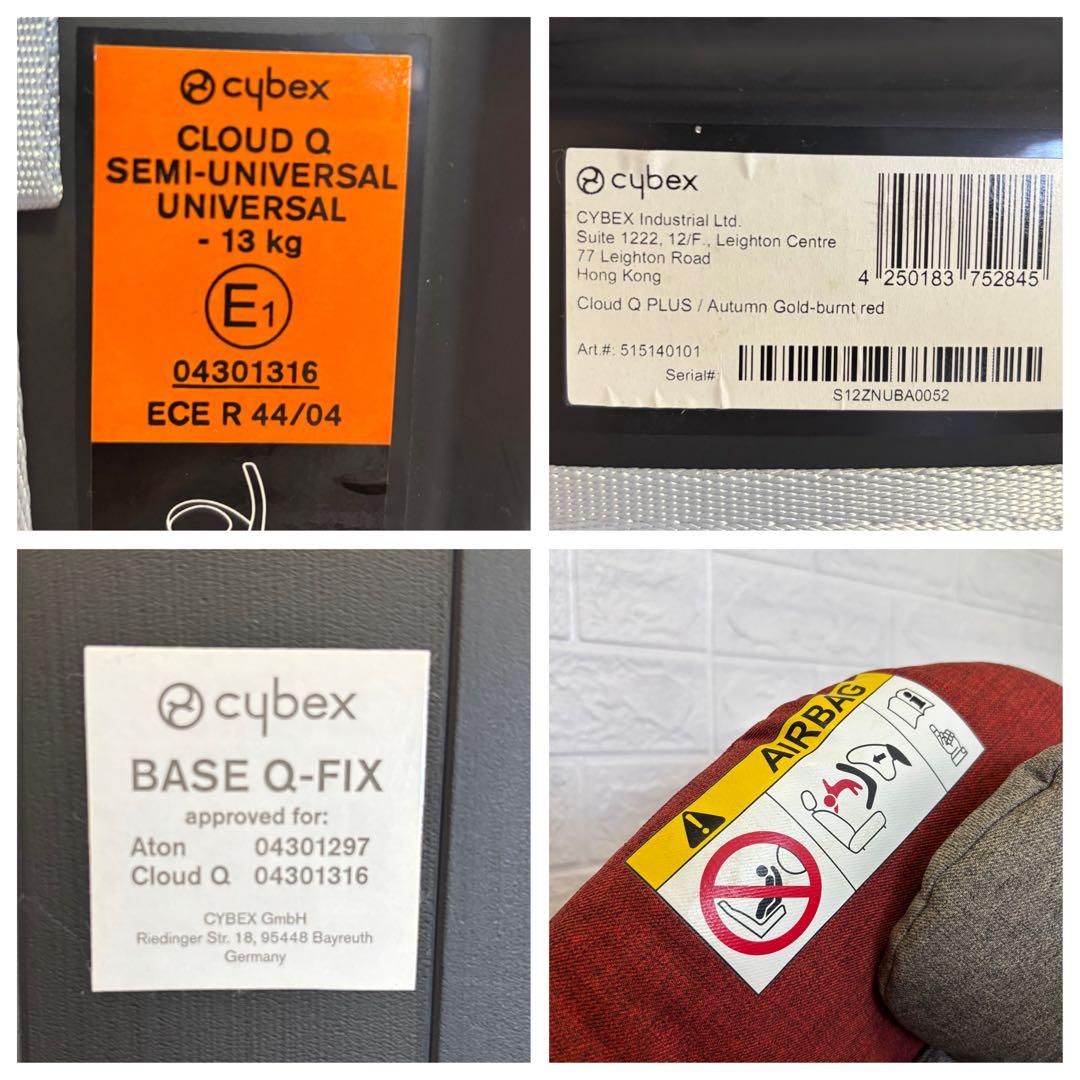 cybex
CLOUD Q
SEMI-UNIVERSAL
UNIVERSAL
- 13 kg
E1
04301316
ECE R 44/04
cybex
CYBEX Industrial Ltd.
Suite 1222, 12/F., Leighton Centre
77 Leighton Road
Hong Kong
4 250183 752845
Cloud Q PLUS / Autumn Gold-burnt red
Art.#: 515140101
Serial#:
S12ZNUBA0052
cybex
BASE Q-FIX
approved for:
Aton 04301297
Cloud Q 04301316
CYBEX GmbH
Riedinger Str. 18, 95448 Bayreuth
Germany
AIRBAG